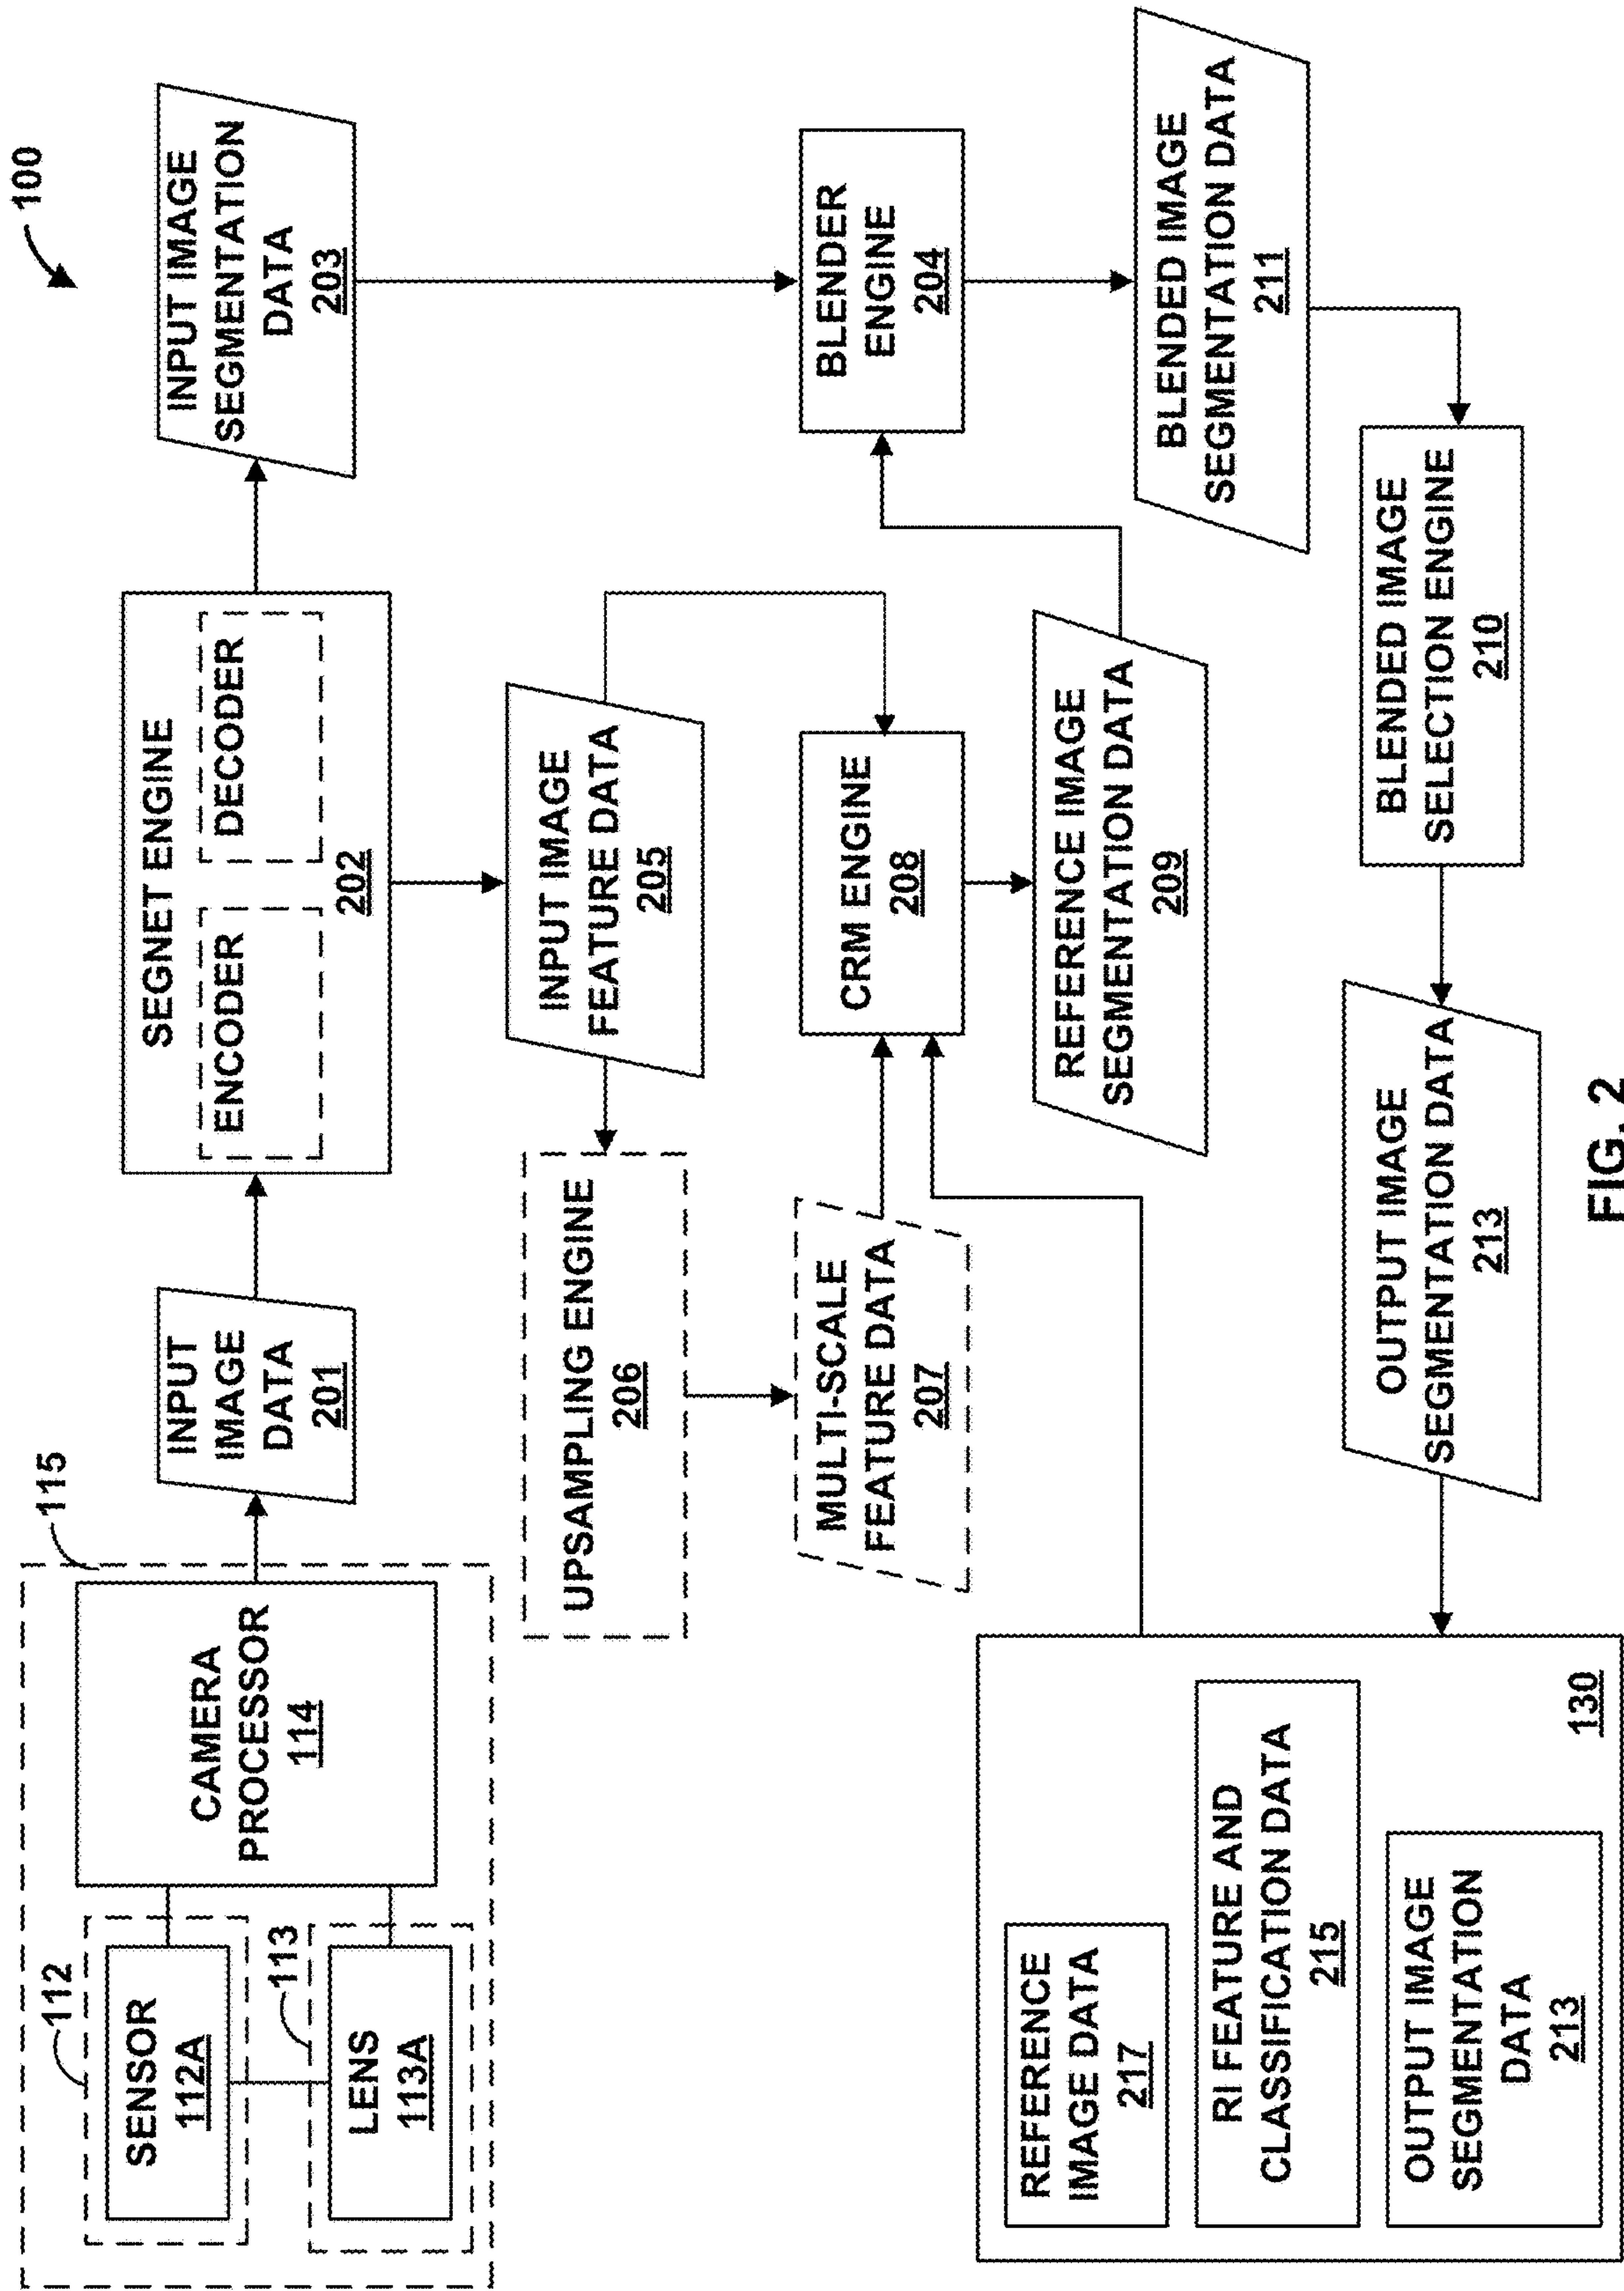 100
115
112
SENSOR
112A
113
LENS
113A
CAMERA
PROCESSOR
114
INPUT
IMAGE
DATA
201
SEGNET ENGINE
ENCODER
DECODER
202
INPUT IMAGE
SEGMENTATION
DATA
203
UPSAMPLING ENGINE
206
INPUT IMAGE
FEATURE DATA
205
MULTI-SCALE
FEATURE DATA
207
CRM ENGINE
208
BLENDER
ENGINE
204
REFERENCE IMAGE
SEGMENTATION DATA
209
BLENDED IMAGE
SEGMENTATION DATA
211
REFERENCE
IMAGE DATA
217
RI FEATURE AND
CLASSIFICATION DATA
215
OUTPUT IMAGE
SEGMENTATION
DATA
213
130
OUTPUT IMAGE
SEGMENTATION DATA
213
BLENDED IMAGE
SELECTION ENGINE
210
FIG. 2